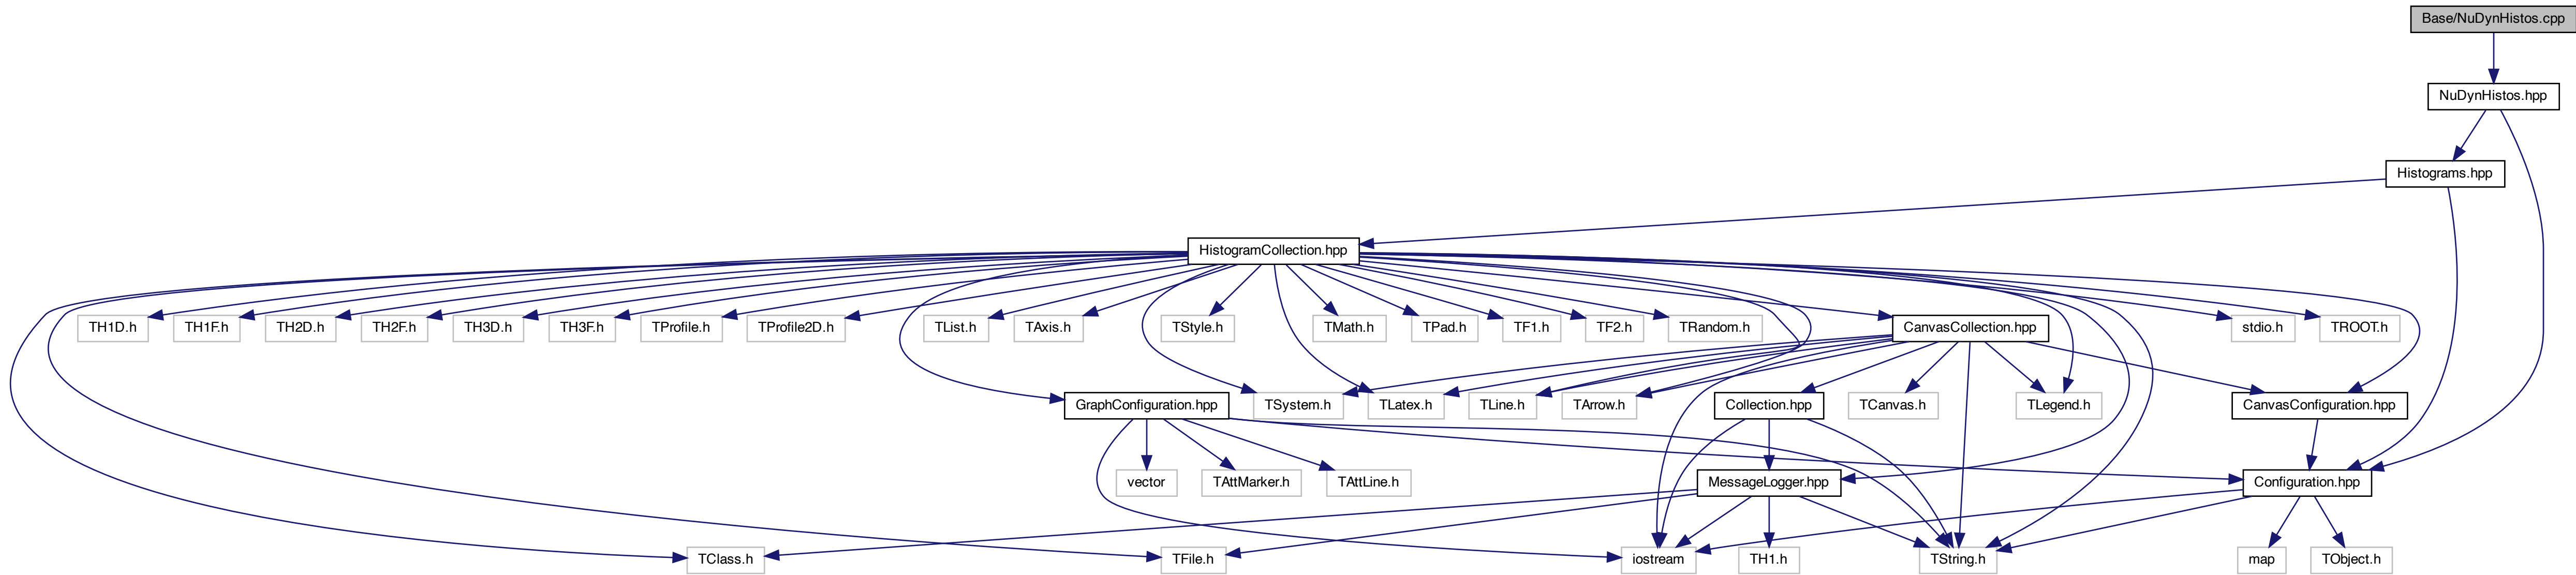 Base/NuDynHistos.cpp
NuDynHistos.hpp
Histograms.hpp
HistogramCollection.hpp
TH1D.h
TH1F.h
TH2D.h
TH2F.h
TH3D.h
TH3F.h
TProfile.h
TProfile2D.h
TList.h
TAxis.h
TStyle.h
TMath.h
TPad.h
TF1.h
TF2.h
TRandom.h
CanvasCollection.hpp
stdio.h
TROOT.h
GraphConfiguration.hpp
TSystem.h
TLatex.h
TLine.h
TArrow.h
Collection.hpp
TCanvas.h
TLegend.h
CanvasConfiguration.hpp
vector
TAttMarker.h
TAttLine.h
MessageLogger.hpp
Configuration.hpp
TClass.h
TFile.h
iostream
TH1.h
TString.h
map
TObject.h